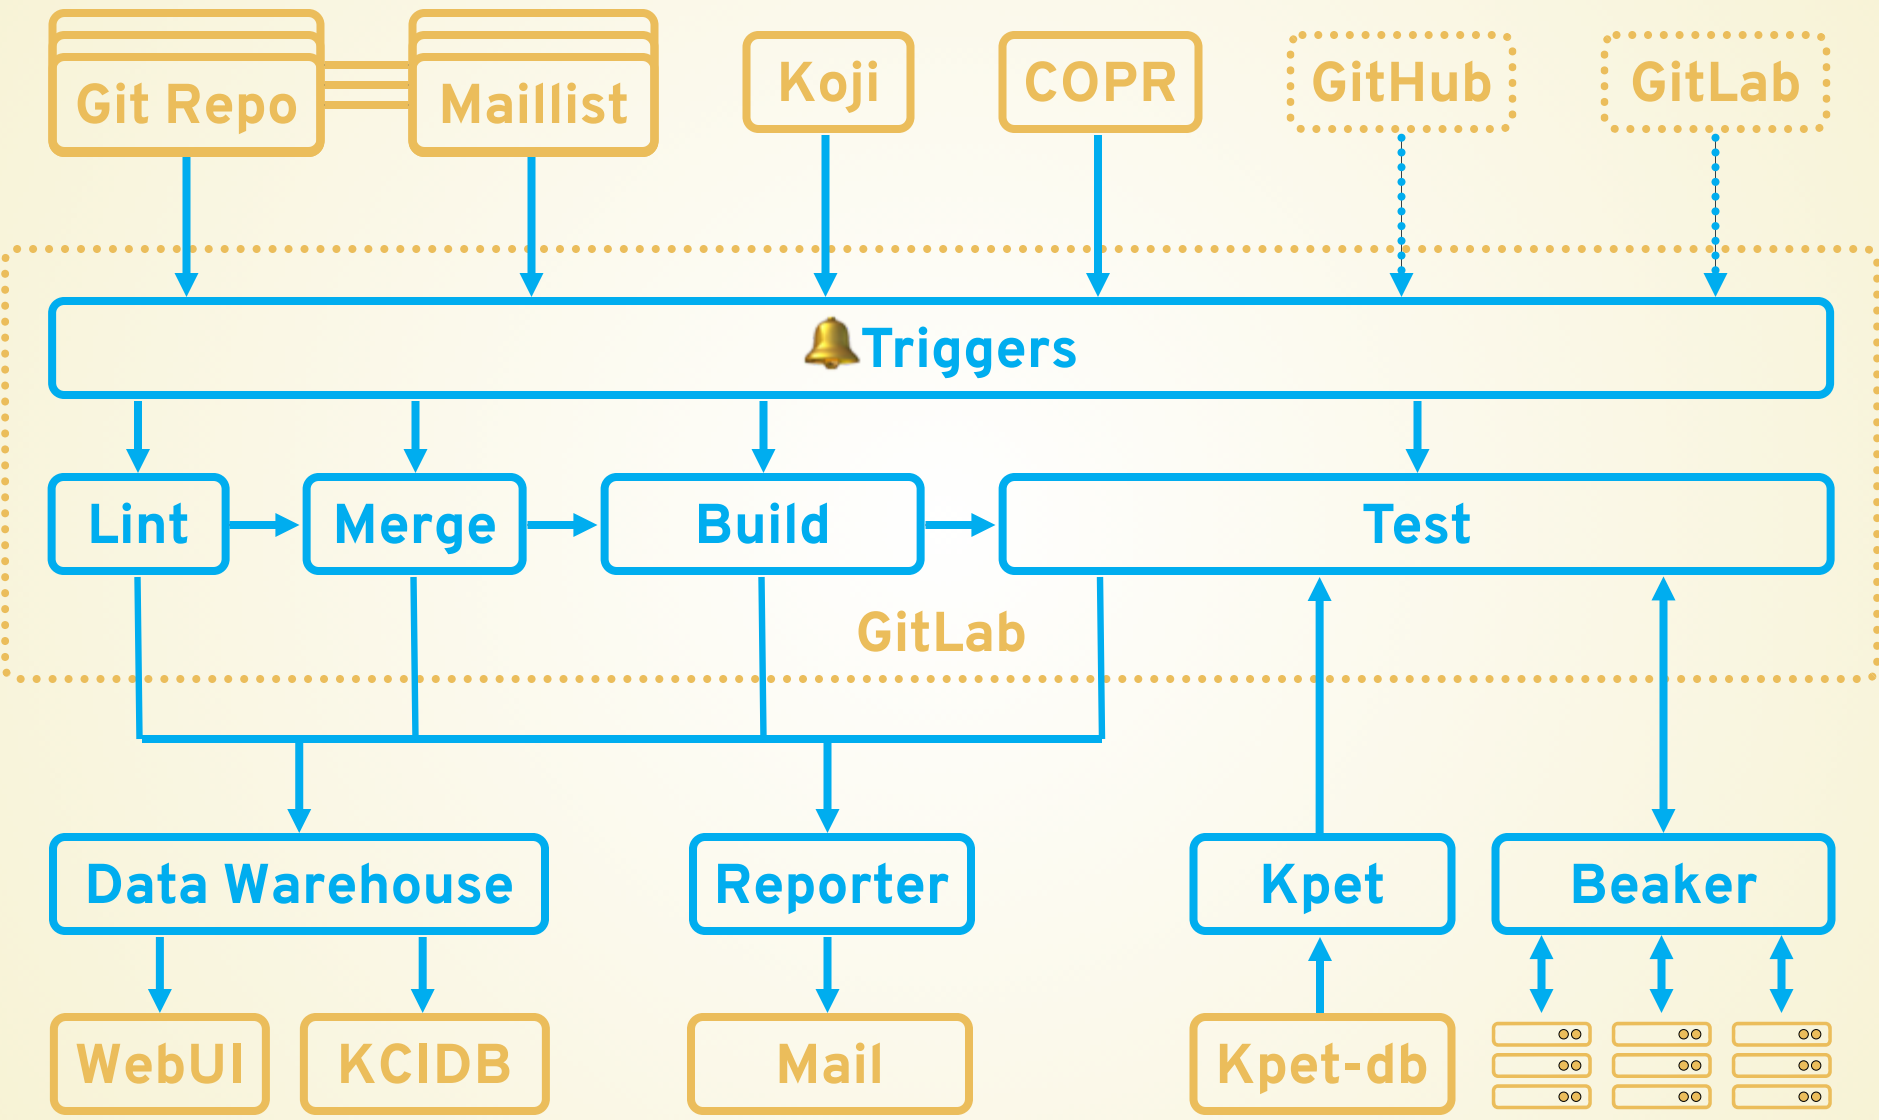 Git Repo
Maillist
Koji
COPR
GitHub
GitLab
Triggers
Lint
Merge
Build
Test
GitLab
Data Warehouse
Reporter
Kpet
Beaker
WebUI
KCIDB
Mail
Kpet-db